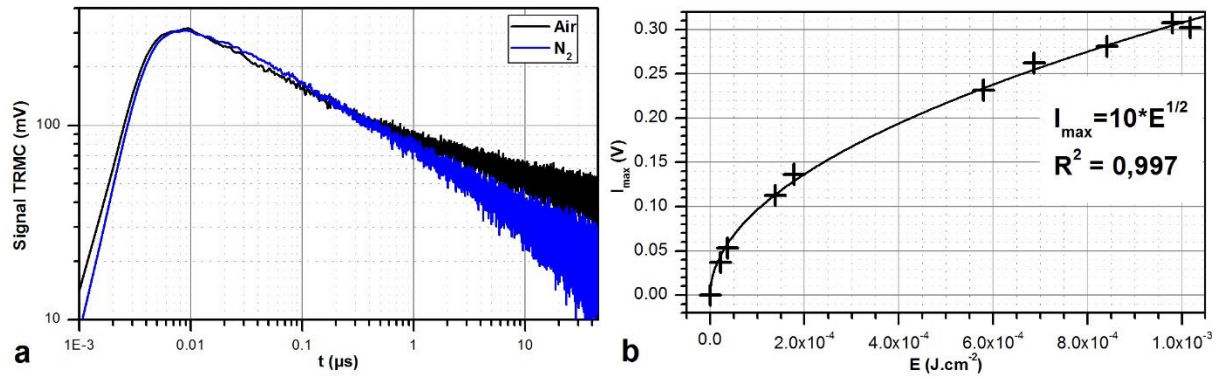 Signal TRMC (mV)
100
10
1E-3
0.01
0.1
1
10
t (µs)
Air
N2
a
I max (V)
0.30
0.25
0.20
0.15
0.10
0.05
0.00
0.0
2.0x10-4
4.0x10-4
6.0x10-4
8.0x10-4
1.0x10-3
E (J.cm-2)
I max=10*E1/2
R2 = 0,997
b